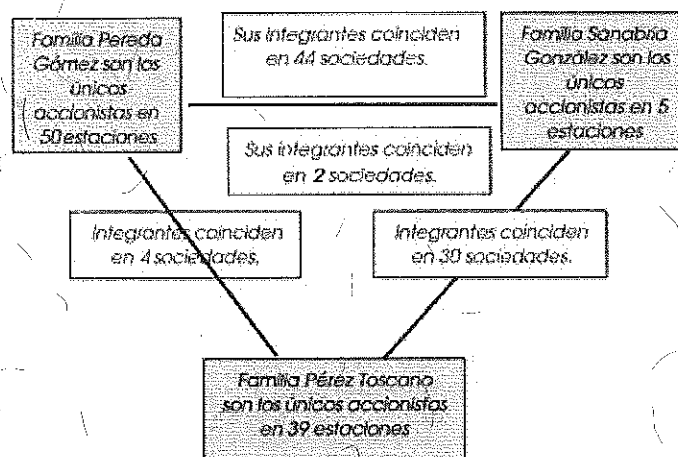 Familia Pereda
Gómez son los
únicos
accionistas en
50 estaciones
Sus integrantes coinciden
en 44 sociedades.
Familia Sanabria
González son los
únicos
accionistas en 5
estaciones
Sus integrantes coinciden
en 2 sociedades.
Integrantes coinciden
en 4 sociedades,
Integrantes coinciden
en 30 sociedades.
Familia Pérez Toscano
son los únicos accionistas
en 39 estaciones